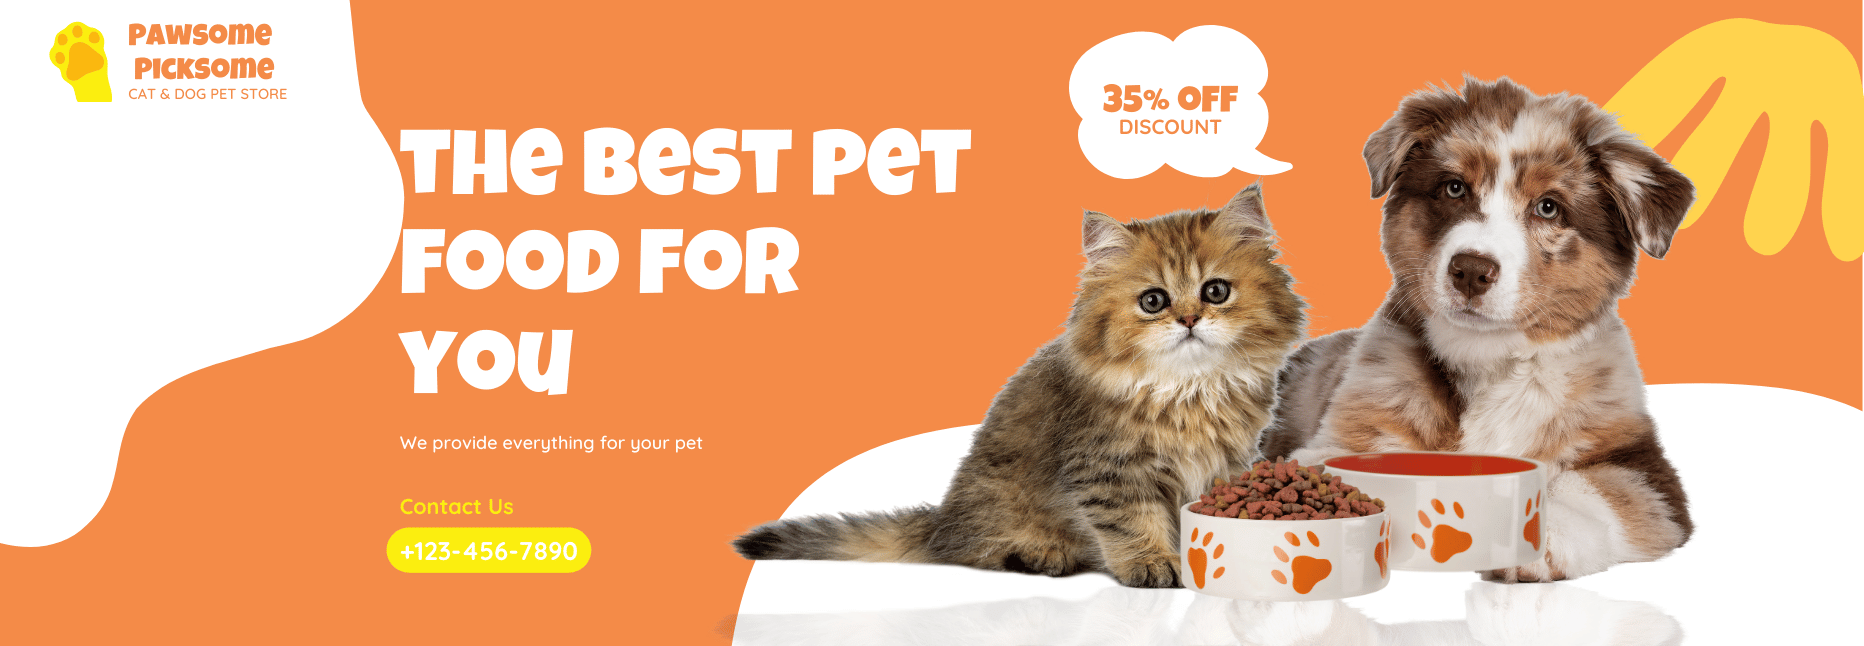 PAWSOME
PICKSOME
CAT & DOG PET STORE
THE BEST PET
FOOD FOR
YOU
We provide everything for your pet
Contact Us
+123-456-7890
35% OFF
DISCOUNT